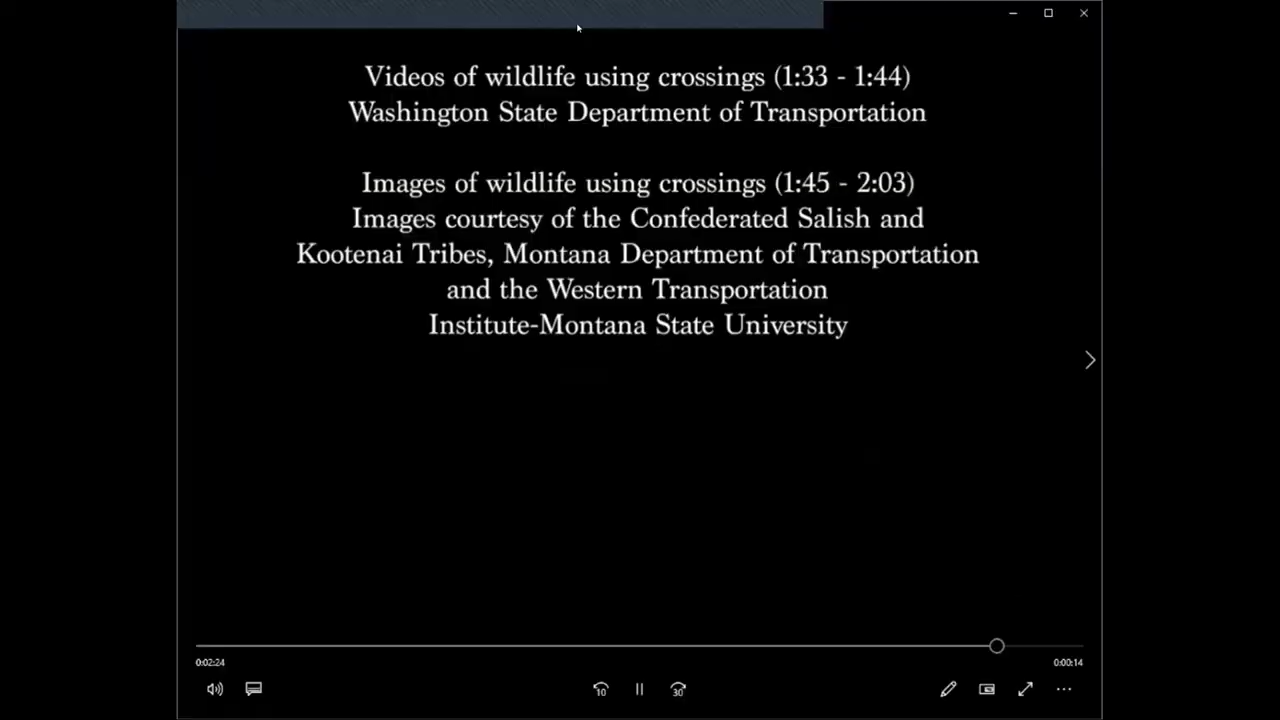 Videos of wildlife using crossings (1:33 - 1:44)
Washington State Department of Transportation
Images of wildlife using crossings (1:45 - 2:03)
Images courtesy of the Confederated Salish and
Kootenai Tribes, Montana Department of Transportation
and the Western Transportation
Institute-Montana State University
0:02:24
0:00:14
10
30